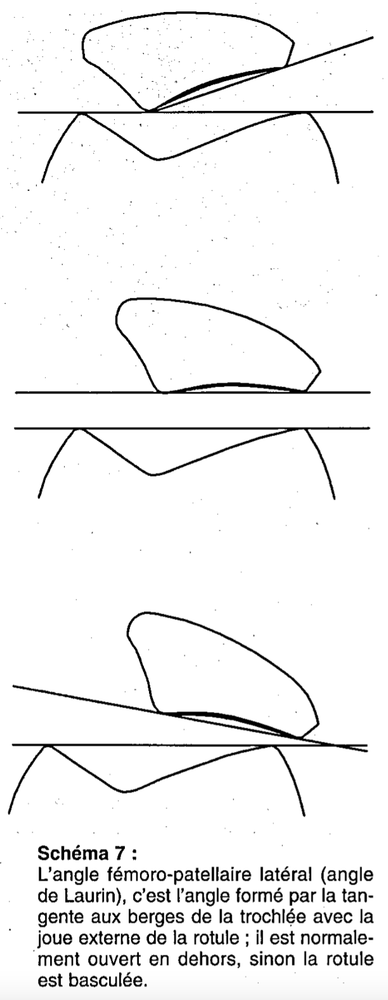 Schéma 7 :
L'angle fémoro-patellaire latéral (angle
de Laurin), c'est l'angle formé par la tan-
gente aux berges de la trochlée avec la
joue externe de la rotule ; il est normale-
ment ouvert en dehors, sinon la rotule
est basculée.